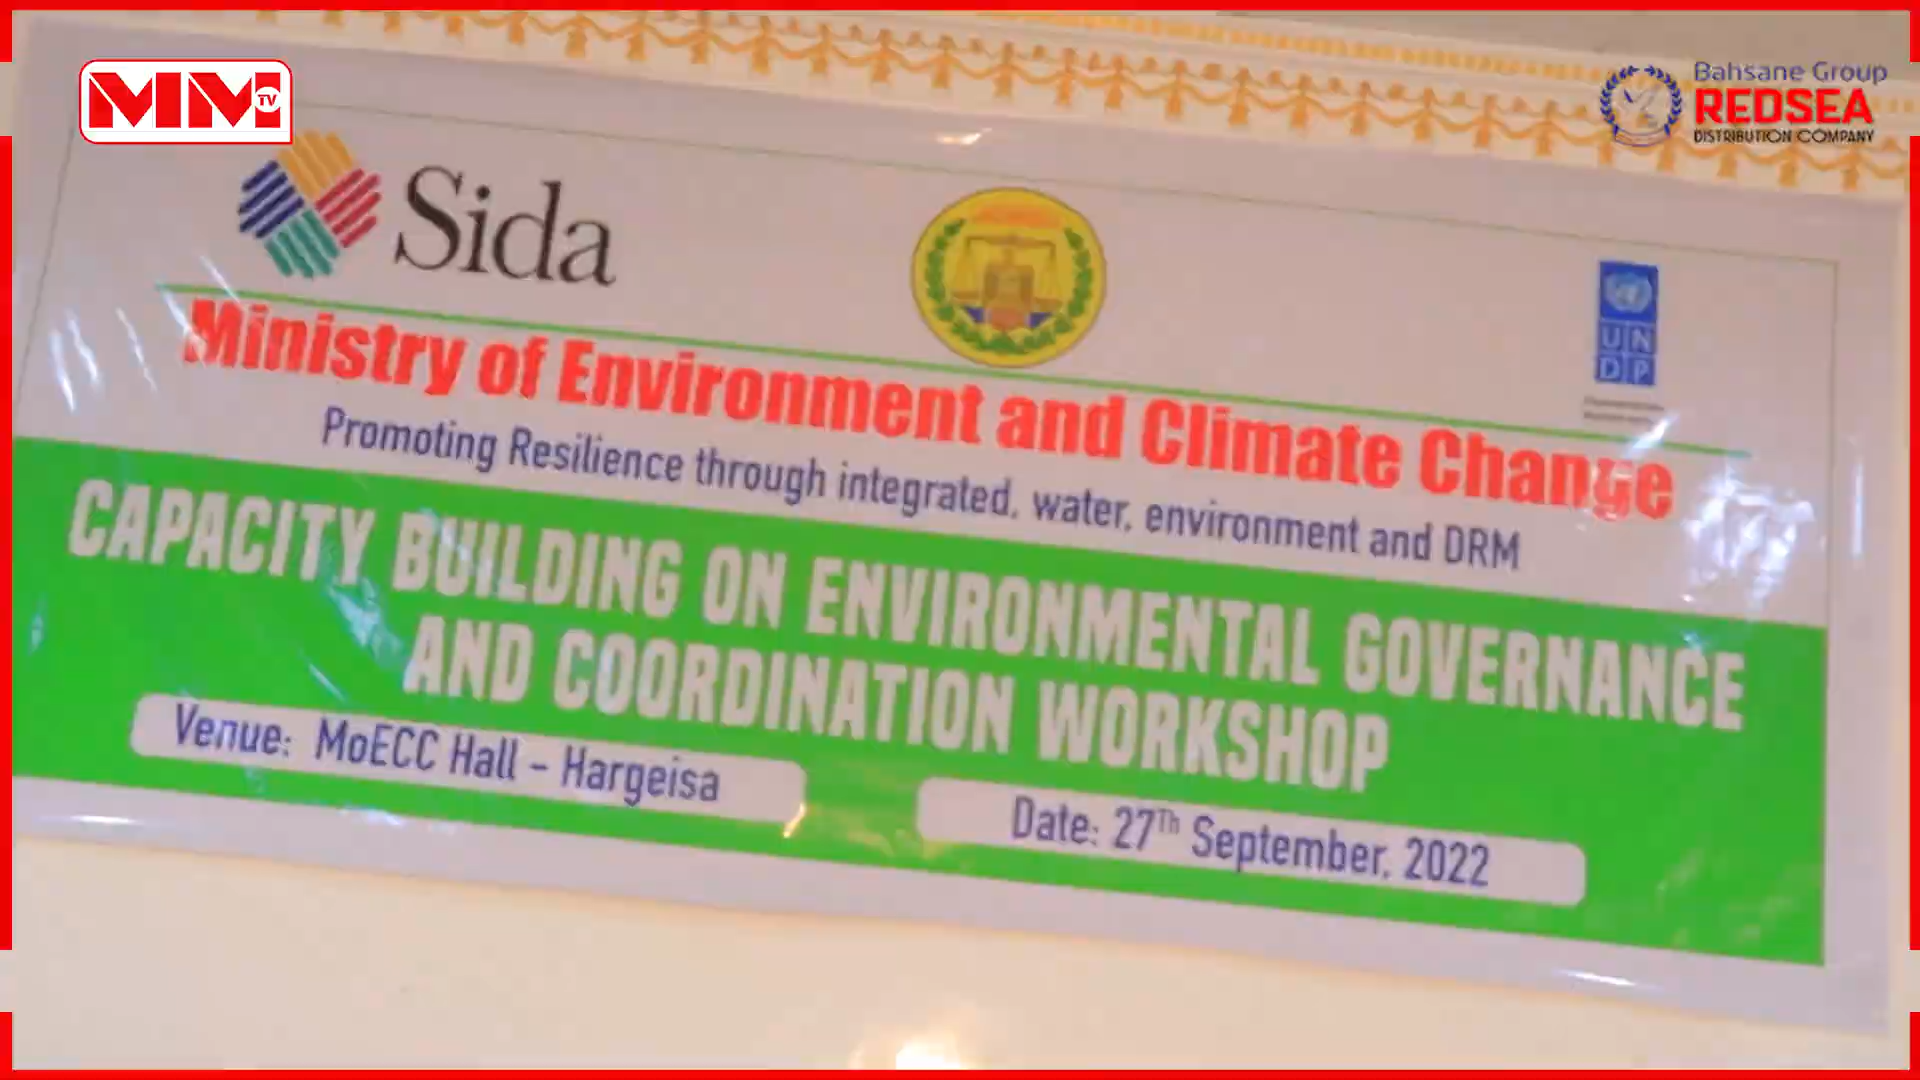 MM TV
Bahsane Group
REDSEA
DISTRIBUTION COMPANY
Sida
UN
DP
Ministry of Environment and Climate Change
Promoting Resilience through integrated, water, environment and DRM
CAPACITY BUILDING ON ENVIRONMENTAL GOVERNANCE
AND COORDINATION WORKSHOP
Venue: MoECC Hall - Hargeisa
Date: 27Th September, 2022